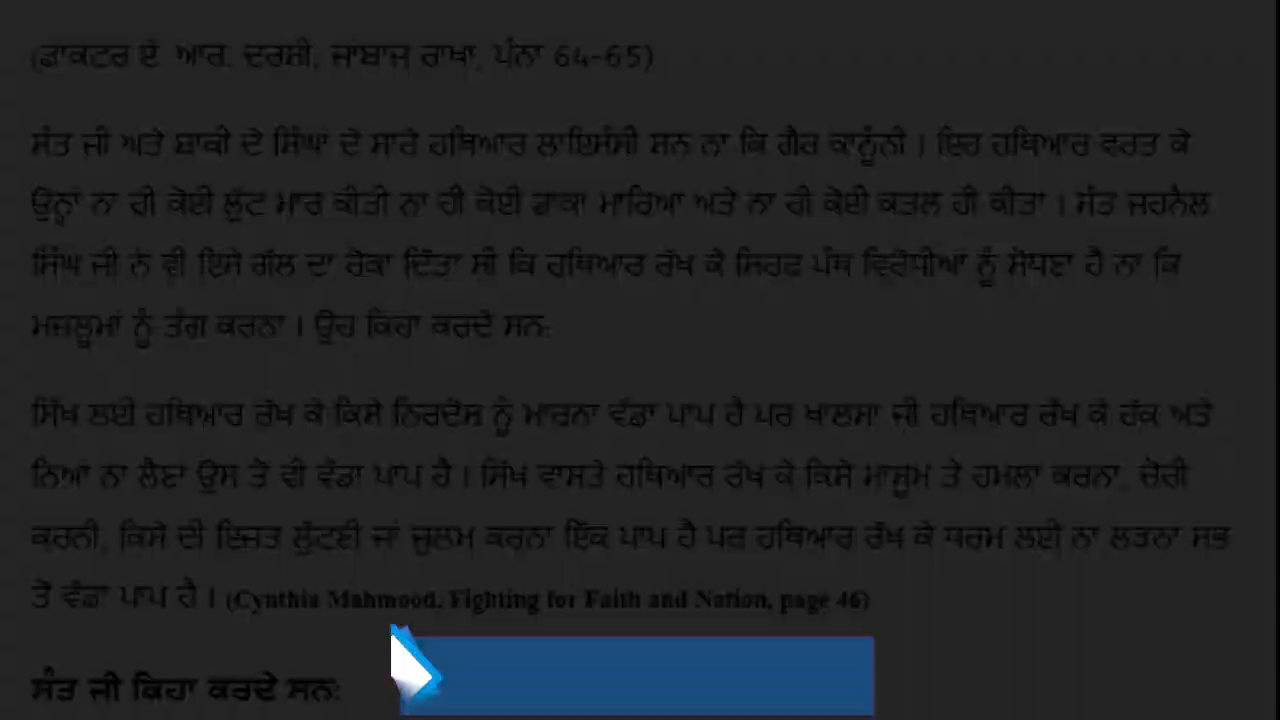 (ਡਾਕਟਰ ਏ ਆਰ. ਦਰਸ਼ੀ, ਜਾਂਬਾਜ ਰਾਖਾ, ਪੰਨਾ 64-65)
ਸੰਤ ਜੀ ਅਤੇ ਬਾਕੀ ਦੇ ਸਿੰਘਾਂ ਦੇ ਸਾਰੇ ਹਥਿਆਰ ਲਾਇਸੰਸੀ ਸਨ ਨਾ ਕਿ ਗੈਰ ਕਾਨੂੰਨੀ । ਇਹ ਹਥਿਆਰ ਵਰਤ ਕੇ
ਉਨ੍ਹਾਂ ਨਾ ਹੀ ਕੋਈ ਲੁੱਟ ਮਾਰ ਕੀਤੀ ਨਾ ਹੀ ਕੋਈ ਡਾਕਾ ਮਾਰਿਆ ਅਤੇ ਨਾ ਹੀ ਕੋਈ ਕਤਲ ਹੀ ਕੀਤਾ । ਸੰਤ ਜਰਨੈਲ
ਸਿੰਘ ਜੀ ਨੇ ਵੀ ਇਸੇ ਗੱਲ ਦਾ ਹੋਕਾ ਦਿੱਤਾ ਸੀ ਕਿ ਹਥਿਆਰ ਰੱਖ ਕੇ ਸਿਰਫ ਪੰਥ ਵਿਰੋਧੀਆਂ ਨੂੰ ਸੋਧਣਾ ਹੈ ਨਾ ਕਿ
ਮਜਲੂਮਾਂ ਨੂੰ ਤੰਗ ਕਰਨਾ । ਉਹ ਕਿਹਾ ਕਰਦੇ ਸਨ:
ਸਿੱਖ ਲਈ ਹਥਿਆਰ ਰੱਖ ਕੇ ਕਿਸੇ ਨਿਰਦੋਸ਼ ਨੂੰ ਮਾਰਨਾ ਵੱਡਾ ਪਾਪ ਹੈ ਪਰ ਖਾਲਸਾ ਜੀ ਹਥਿਆਰ ਰੱਖ ਕੇ ਹੱਕ ਅਤੇ
ਨਿਆਂ ਨਾ ਲੈਣਾ ਉਸ ਤੋਂ ਵੀ ਵੱਡਾ ਪਾਪ ਹੈ । ਸਿੱਖ ਵਾਸਤੇ ਹਥਿਆਰ ਰੱਖ ਕੇ ਕਿਸੇ ਮਾਸੂਮ ਤੇ ਹਮਲਾ ਕਰਨਾ, ਚੋਰੀ
ਕਰਨੀ, ਕਿਸੇ ਦੀ ਇਜ਼ਤ ਲੁੱਟਣੀ ਜਾਂ ਜ਼ੁਲਮ ਕਰਨਾ ਇੱਕ ਪਾਪ ਹੈ ਪਰ ਹਥਿਆਰ ਰੱਖ ਕੇ ਧਰਮ ਲਈ ਨਾ ਲੜਨਾ ਸਭ
ਤੋਂ ਵੱਡਾ ਪਾਪ ਹੈ । (Cynthia Mahmood, Fighting for Faith and Nation, page 46)
ਸੰਤ ਜੀ ਕਿਹਾ ਕਰਦੇ ਸਨ: